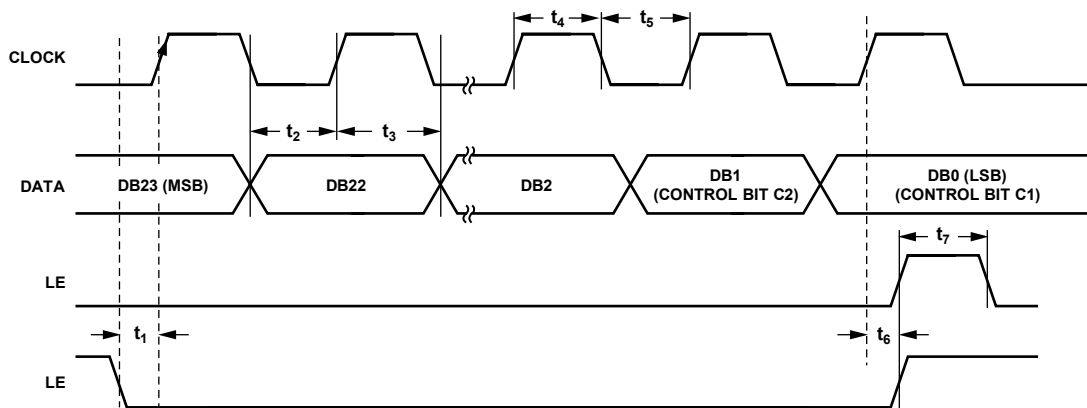 CLOCK
t4
t5
t2
t3
DATA
DB23 (MSB)
DB22
DB2
DB1
(CONTROL BIT C2)
DB0 (LSB)
(CONTROL BIT C1)
t7
LE
t1
t6
LE